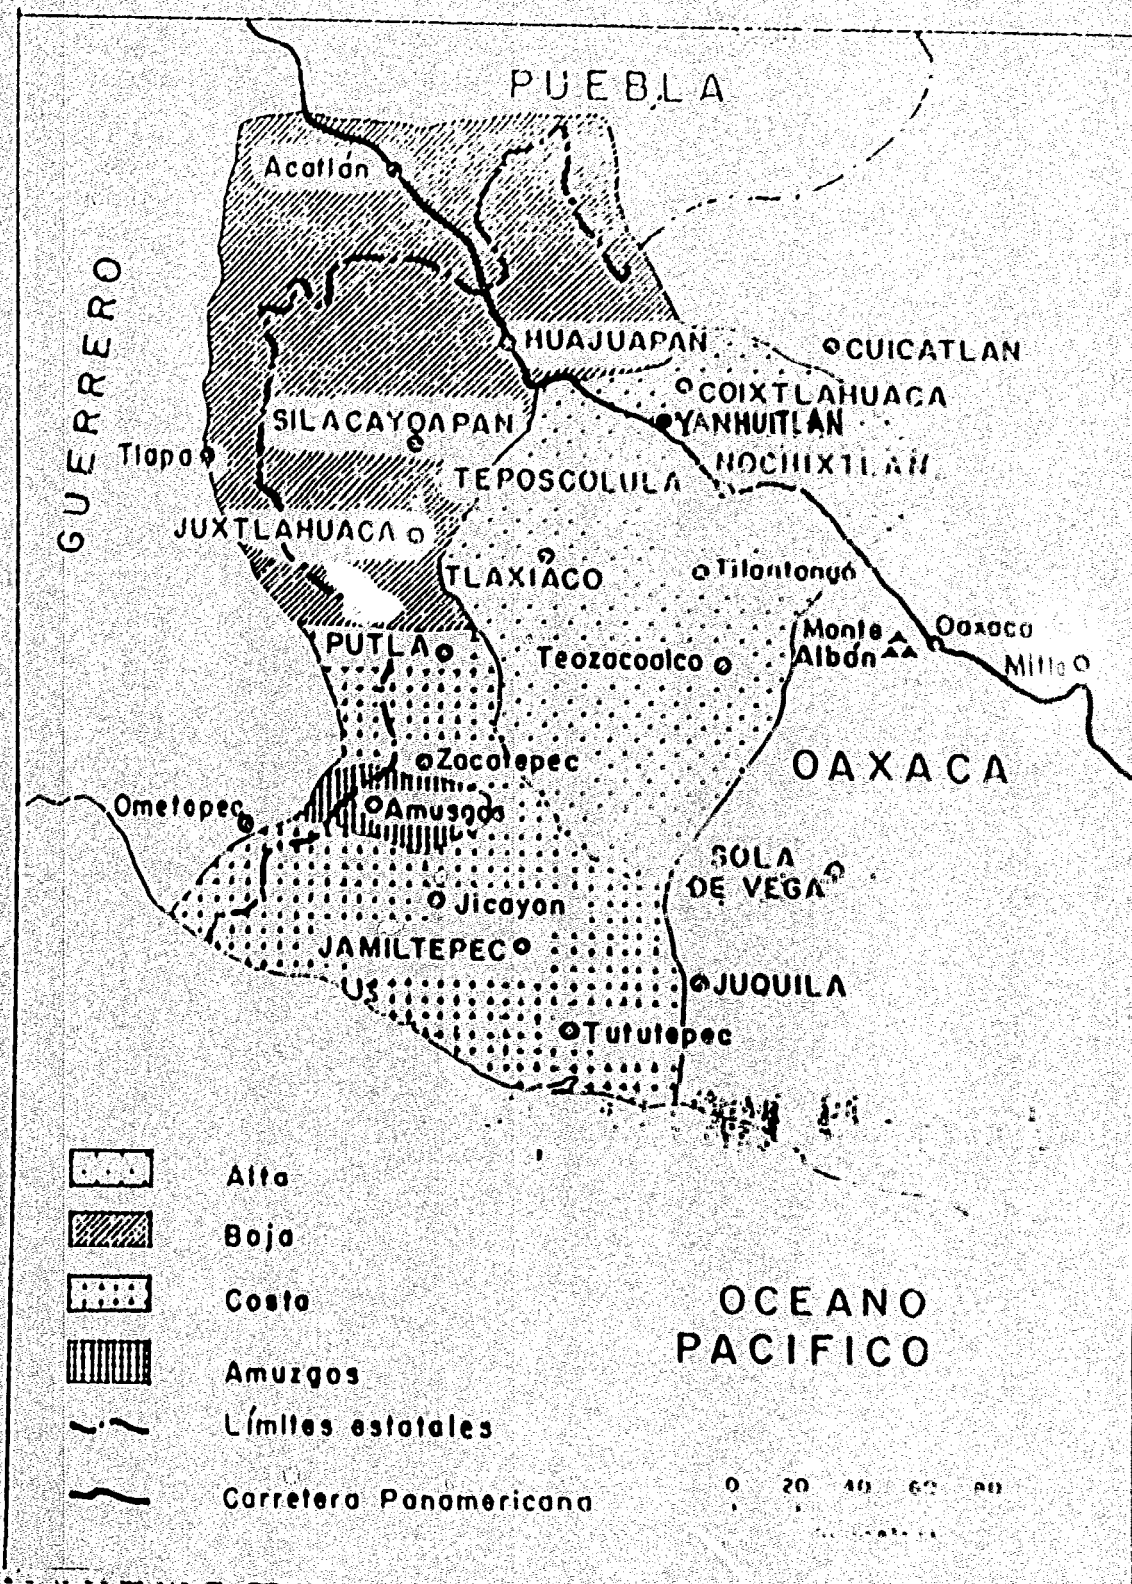 PUEBLA
Acatlán
GUERRERO
HUAJUAPAN
CUICATLAN
COIXTLAHUACA
YANHUITLAN
SILACAYOAPAN
Tlapa
NOCHIXTLAN
TEPOSCOLULA
JUXTLAHUACA
TLAXIACO
Tilantongo
PUTLA
Teozacoalco
Monte
Albán
Oaxaca
Mitla
Zacatepec
OAXACA
Ometepec
Amusgos
SOLA
DE VEGA
Jicayan
JAMILTEPEC
JUQUILA
US
Tututepec
Alta
Baja
Costa
Amuzgos
Límites estatales
Carretera Panamericana
OCEANO
PACIFICO
0 20 40 60 80